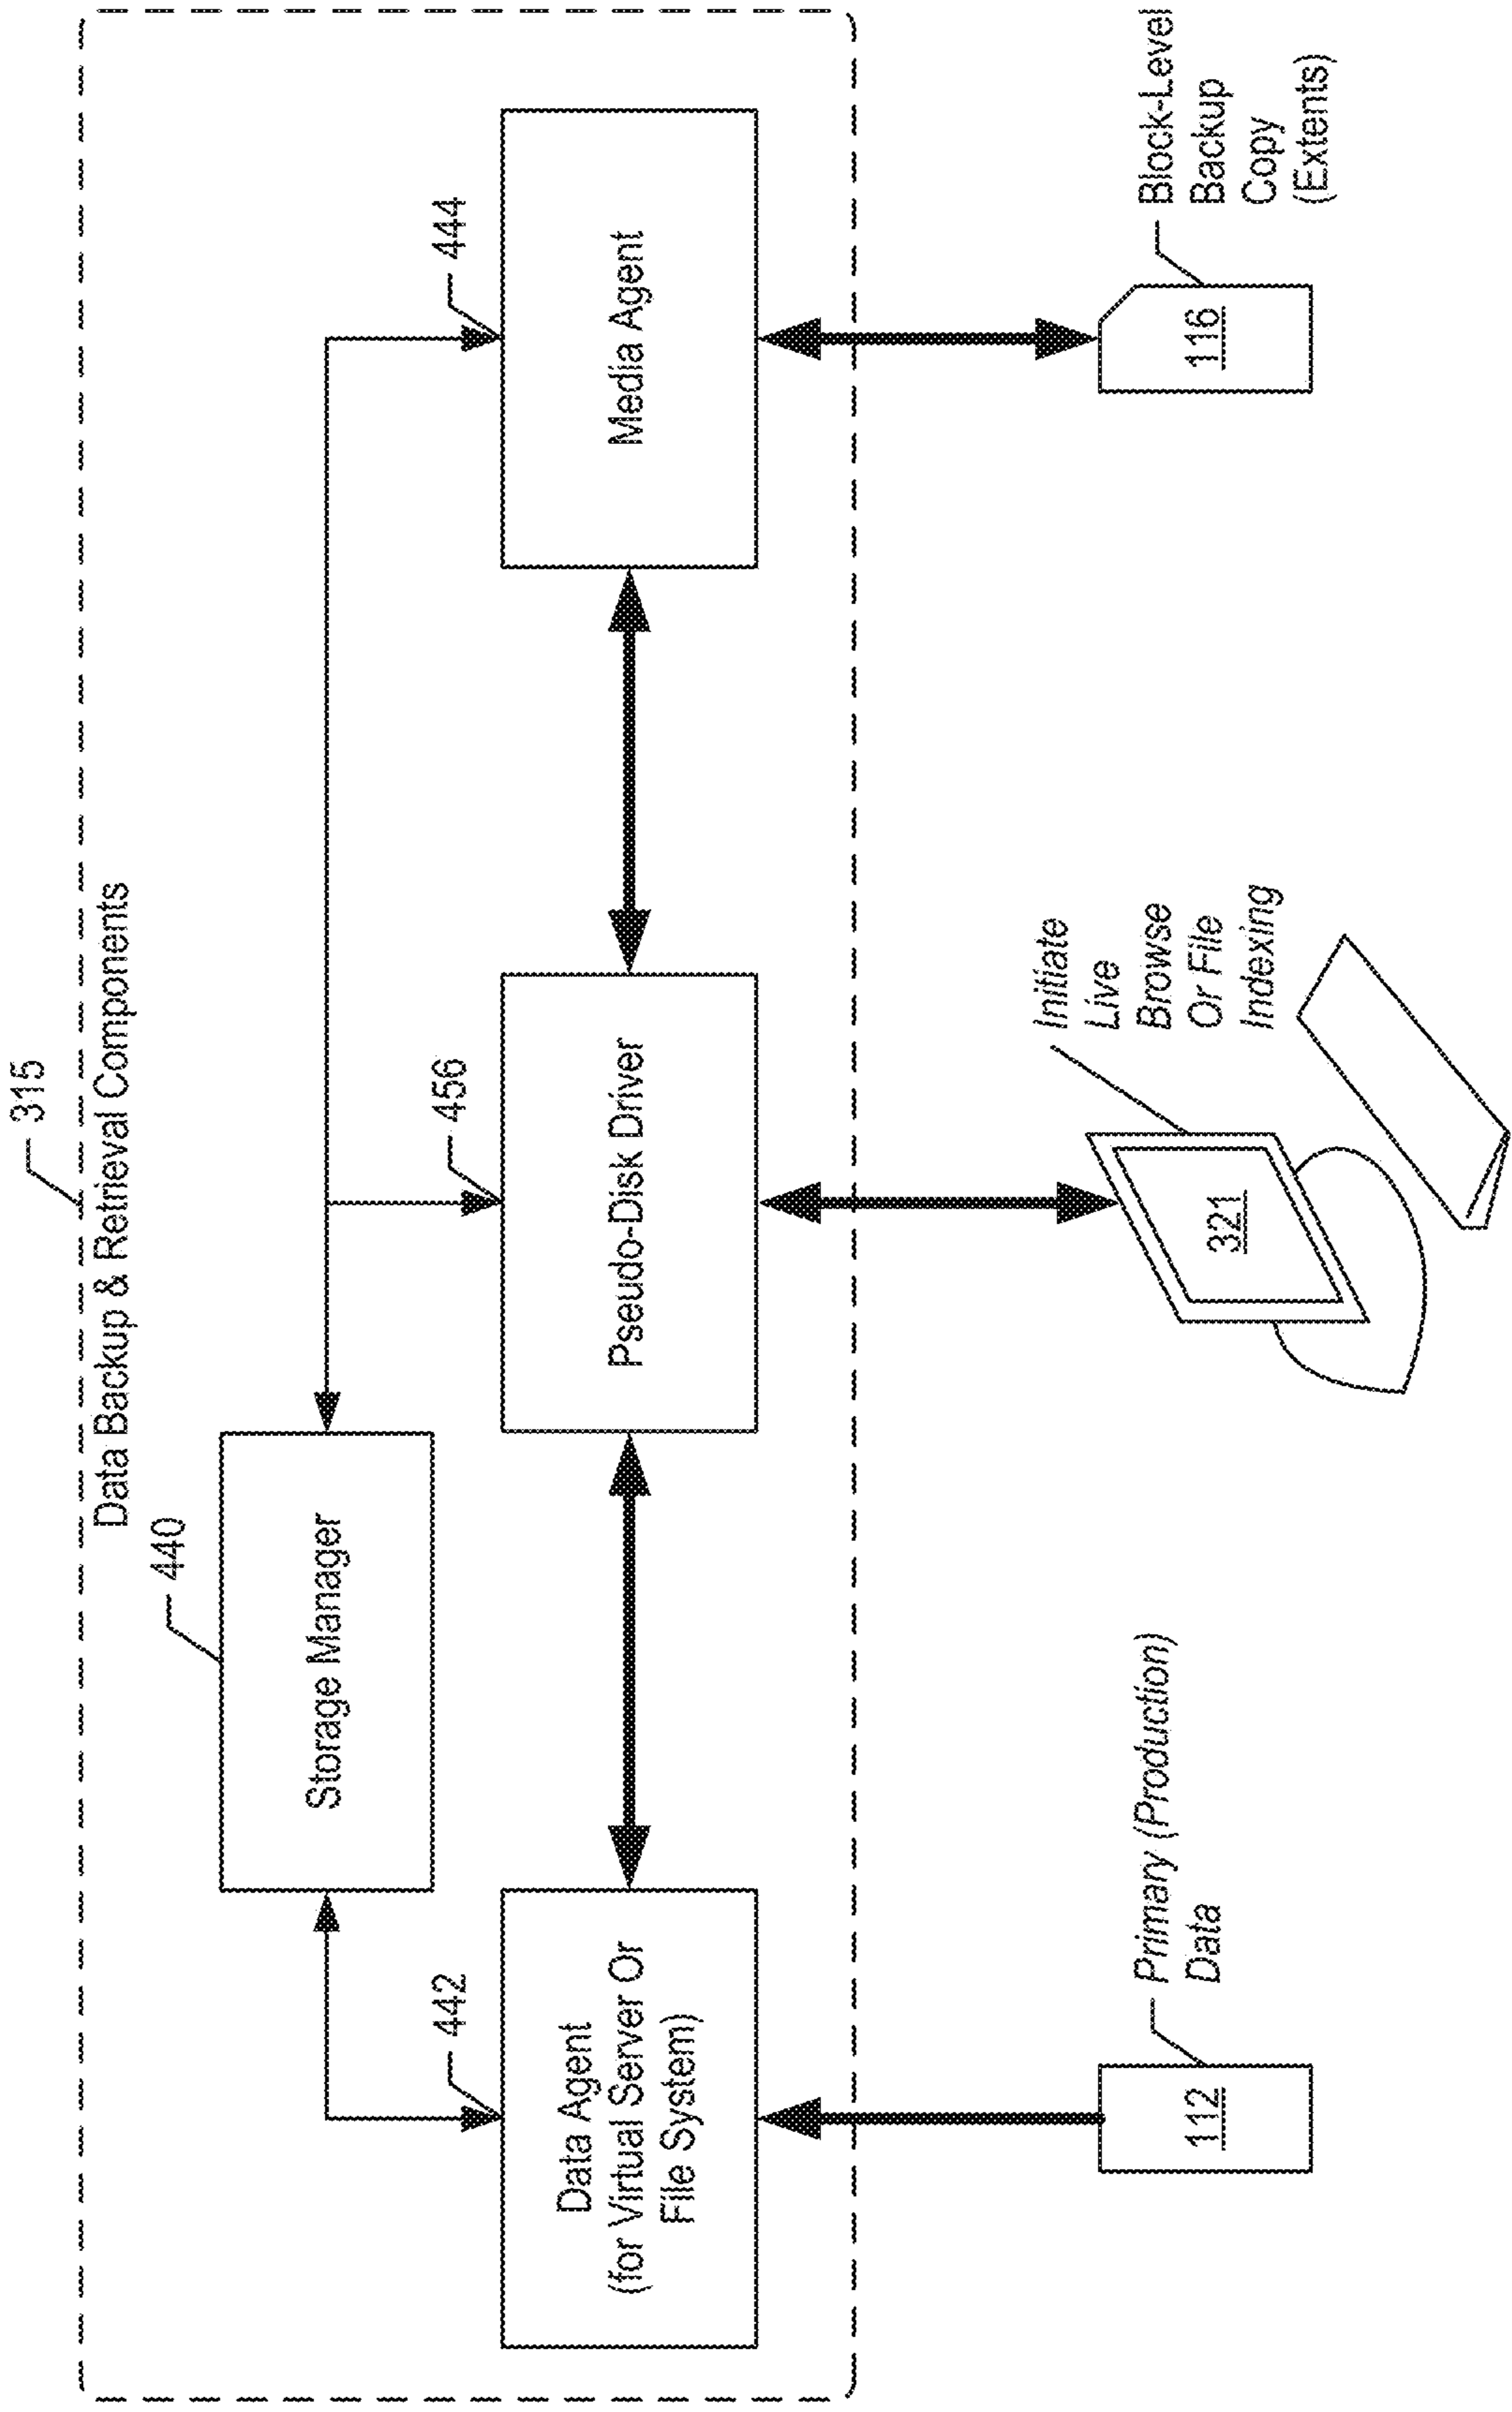 315
Data Backup & Retrieval Components
440
Storage Manager
442
456
444
Data Agent
(for Virtual Server Or
File System)
Pseudo-Disk Driver
Media Agent
112
Primary (Production)
Data
321
Initiate
Live
Browse
Or File
Indexing
116
Block-Level
Backup
Copy
(Extents)